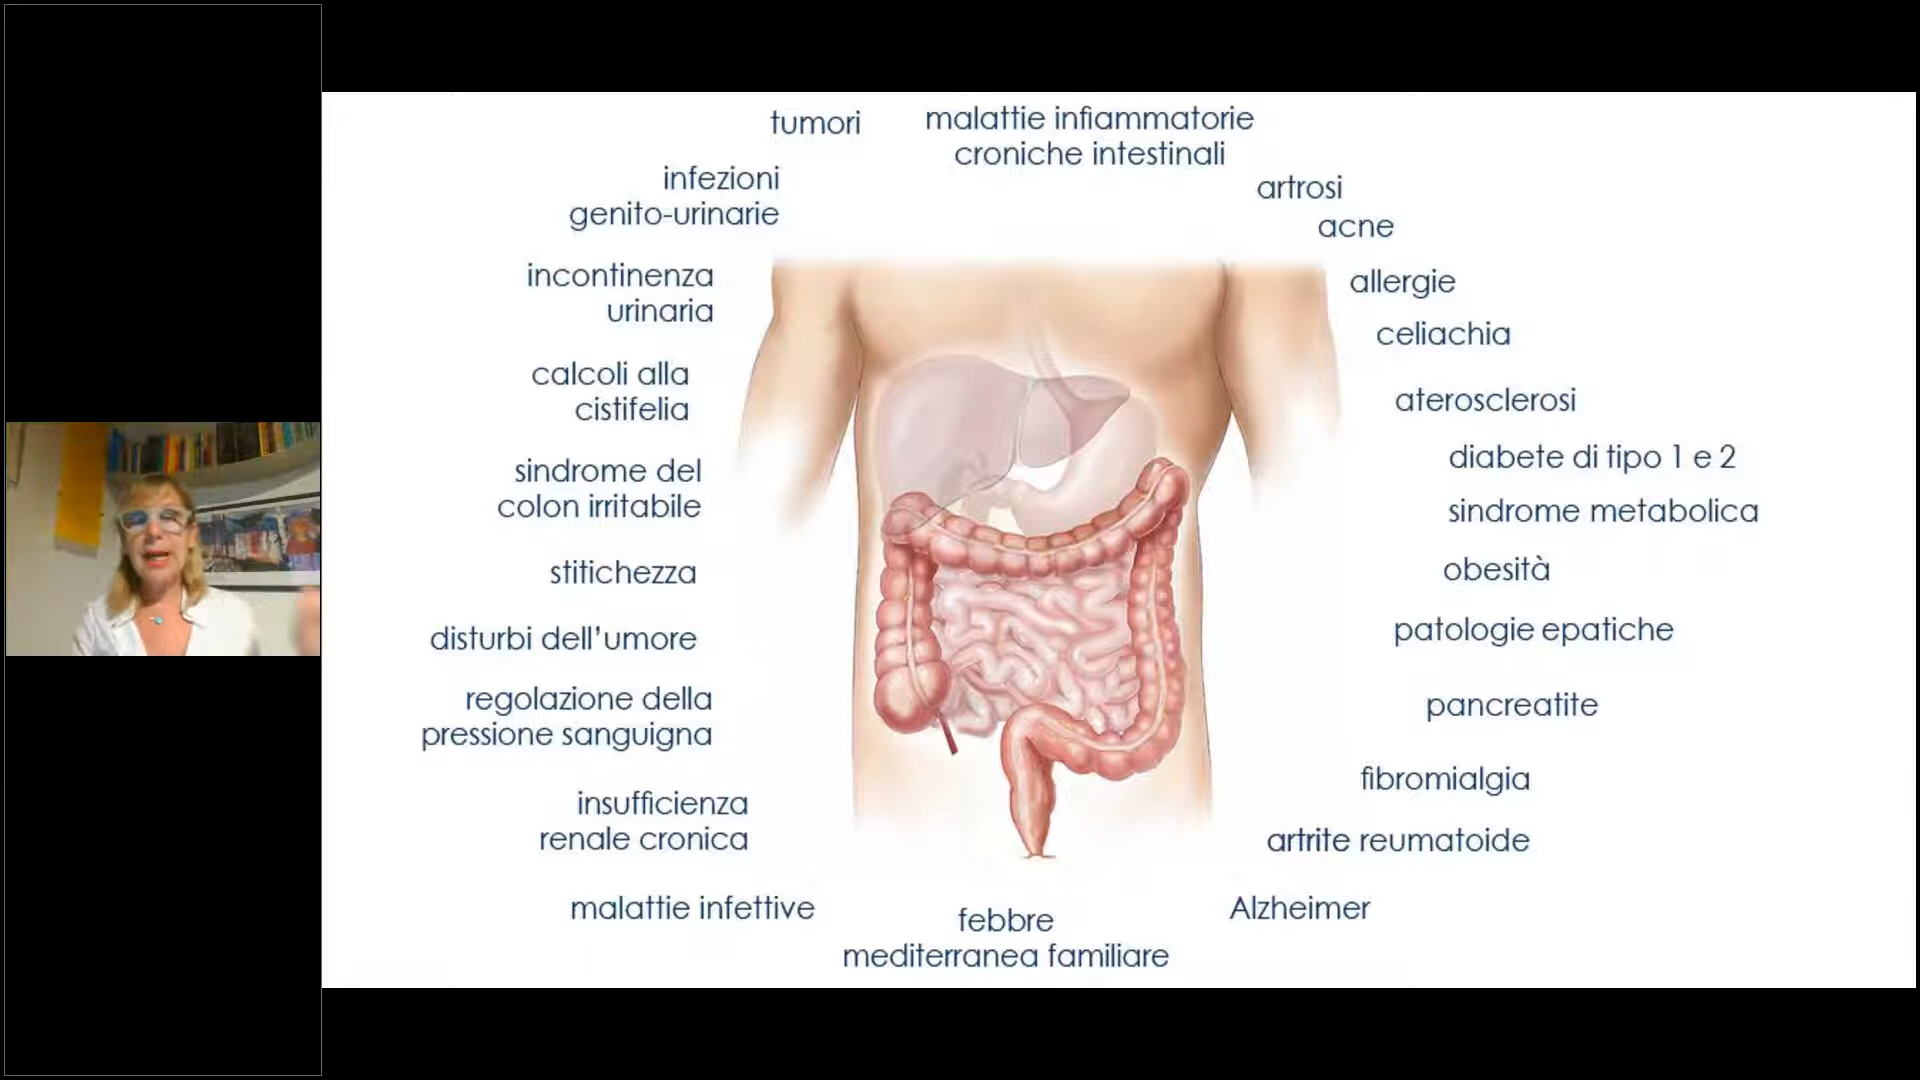 tumori
malattie infiammatorie
croniche intestinali
infezioni
genito-urinarie
artrosi
acne
incontinenza
urinaria
allergie
celiachia
calcoli alla
cistifelia
aterosclerosi
sindrome del
colon irritabile
diabete di tipo 1 e 2
sindrome metabolica
stitichezza
obesità
disturbi dell’umore
patologie epatiche
regolazione della
pressione sanguigna
pancreatite
insufficienza
renale cronica
fibromialgia
artrite reumatoide
malattie infettive
febbre
mediterranea familiare
Alzheimer